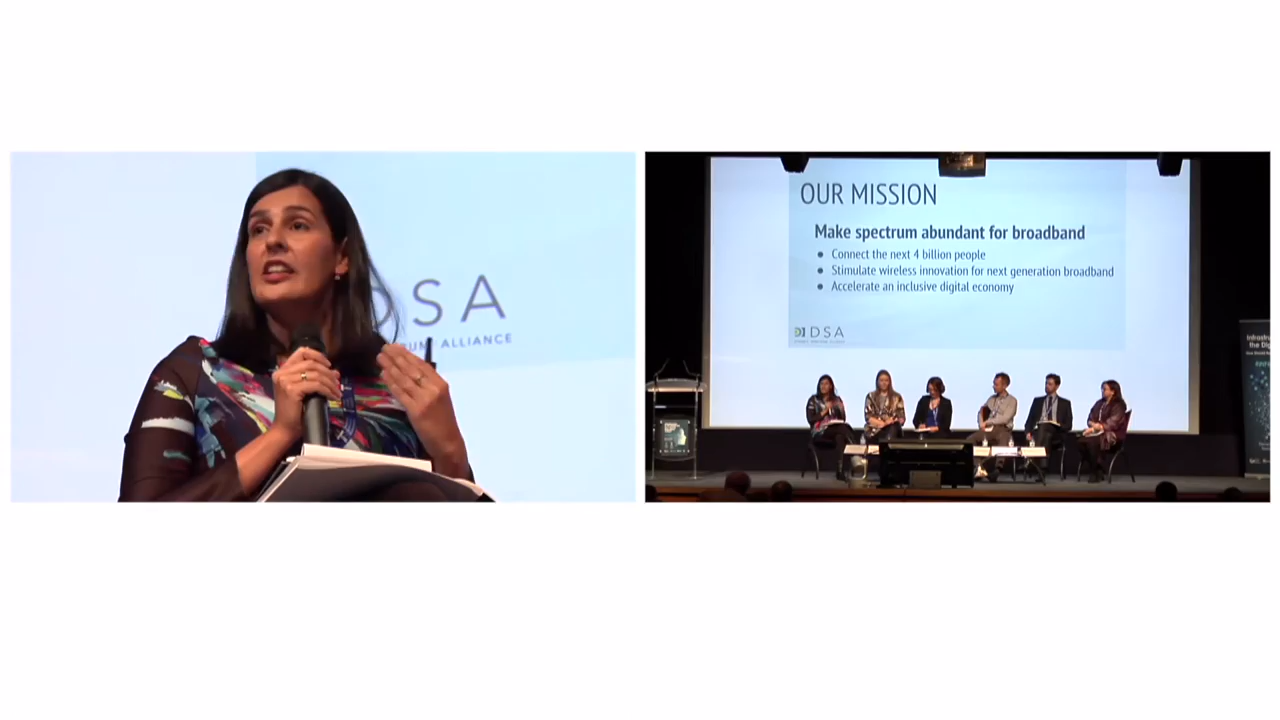 DSA
ALLIANCE
OUR MISSION
Make spectrum abundant for broadband
• Connect the next 4 billion people
• Stimulate wireless innovation for next generation broadband
• Accelerate an inclusive digital economy
DSA